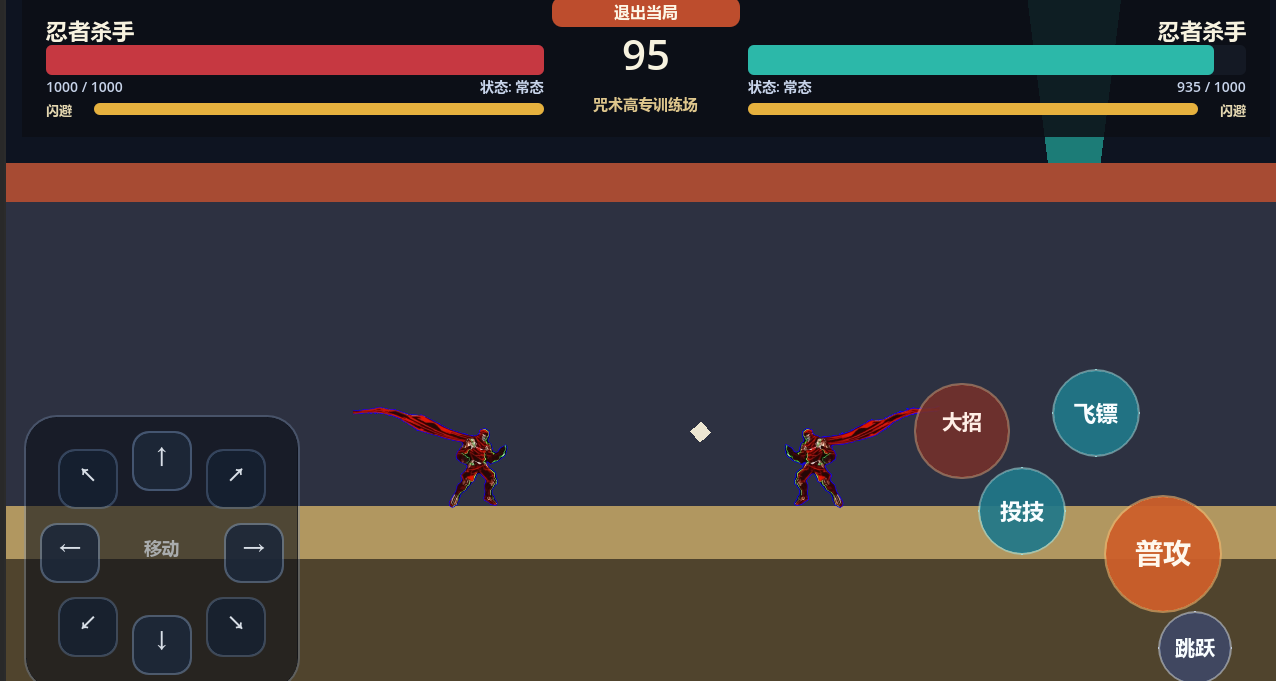 退出当局
忍者杀手
95
忍者杀手
1000 / 1000
状态: 常态
状态: 常态
935 / 1000
闪避
咒术高专训练场
闪避
大招
飞镖
投技
普攻
跳跃
↑
↖
↗
←
移动
→
↙
↘
↓